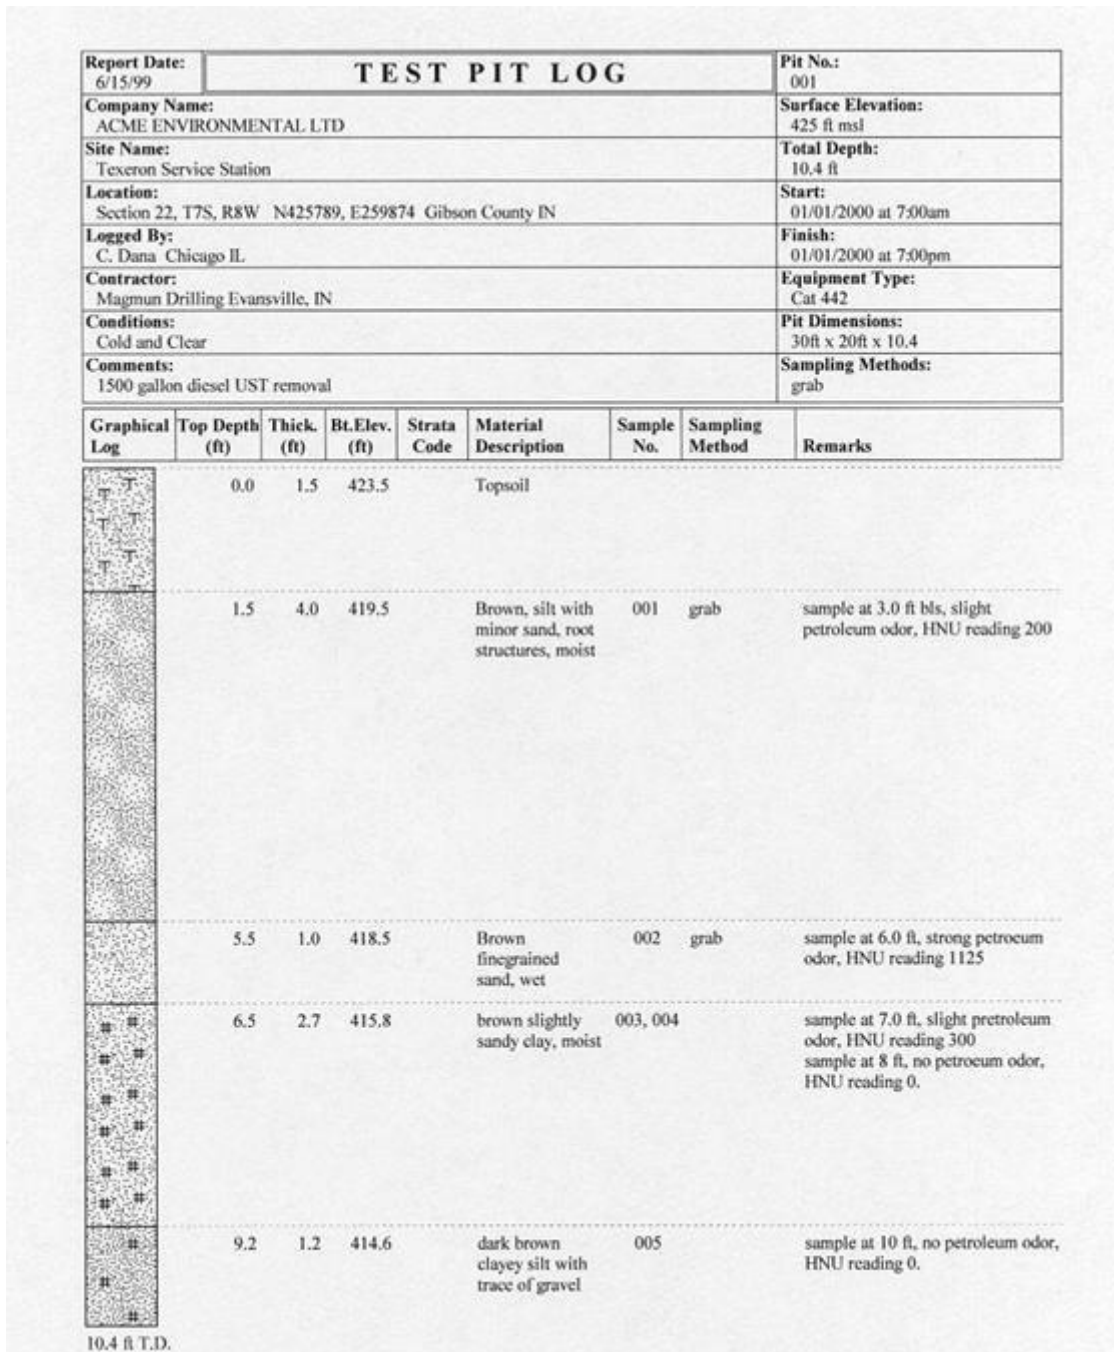 Report Date:
6/15/99
TEST PIT LOG
Pit No.:
001
Company Name:
ACME ENVIRONMENTAL LTD
Surface Elevation:
425 ft msl
Site Name:
Texeron Service Station
Total Depth:
10.4 ft
Location:
Section 22, T7S, R8W N425789, E259874 Gibson County IN
Start:
01/01/2000 at 7:00am
Logged By:
C. Dana Chicago IL
Finish:
01/01/2000 at 7:00pm
Contractor:
Magmun Drilling Evansville, IN
Equipment Type:
Cat 442
Conditions:
Cold and Clear
Pit Dimensions:
30ft x 20ft x 10.4
Comments:
1500 gallon diesel UST removal
Sampling Methods:
grab
Graphical Top Depth Thick. Bt.Elev. Strata Material Sample Sampling
Log (ft) (ft) (ft) Code Description No. Method Remarks
0.0 1.5 423.5 Topsoil
1.5 4.0 419.5 Brown, silt with 001 grab sample at 3.0 ft bls, slight
minor sand, root petroleum odor, HNU reading 200
structures, moist
5.5 1.0 418.5 Brown 002 grab sample at 6.0 ft, strong petroeum
finegrained odor, HNU reading 1125
sand, wet
6.5 2.7 415.8 brown slightly 003, 004 sample at 7.0 ft, slight pretroleum
sandy clay, moist odor, HNU reading 300
sample at 8 ft, no petroeum odor,
HNU reading 0.
9.2 1.2 414.6 dark brown 005 sample at 10 ft, no petroleum odor,
clayey silt with HNU reading 0.
trace of gravel
10.4 ft T.D.